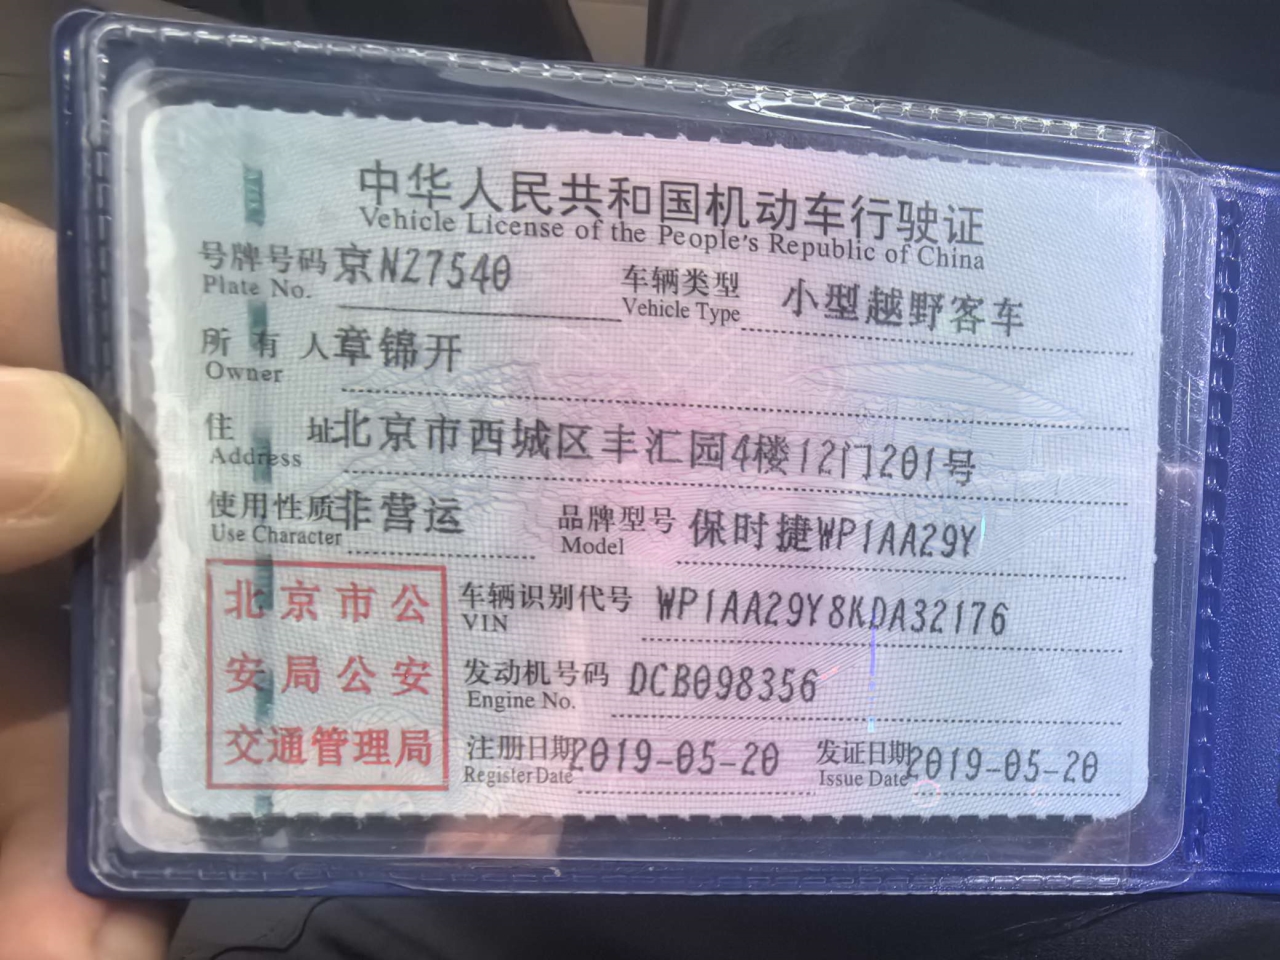 中华人民共和国机动车行驶证
Vehicle License of the People's Republic of China
号牌号码 京N27540 车辆类型 小型越野客车
Plate No. Vehicle Type
所有人 章锦开
Owner
住址 北京市西城区丰汇园4楼12门201号
Address
使用性质 非营运 品牌型号 保时捷WP1AA29Y
Use Character Model
北京市公
安局公安
交通管理局
车辆识别代号 WP1AA29Y8KDA32176
VIN
发动机号码 DCB098356
Engine No.
注册日期 2019-05-20 发证日期 2019-05-20
Register Date Issue Date